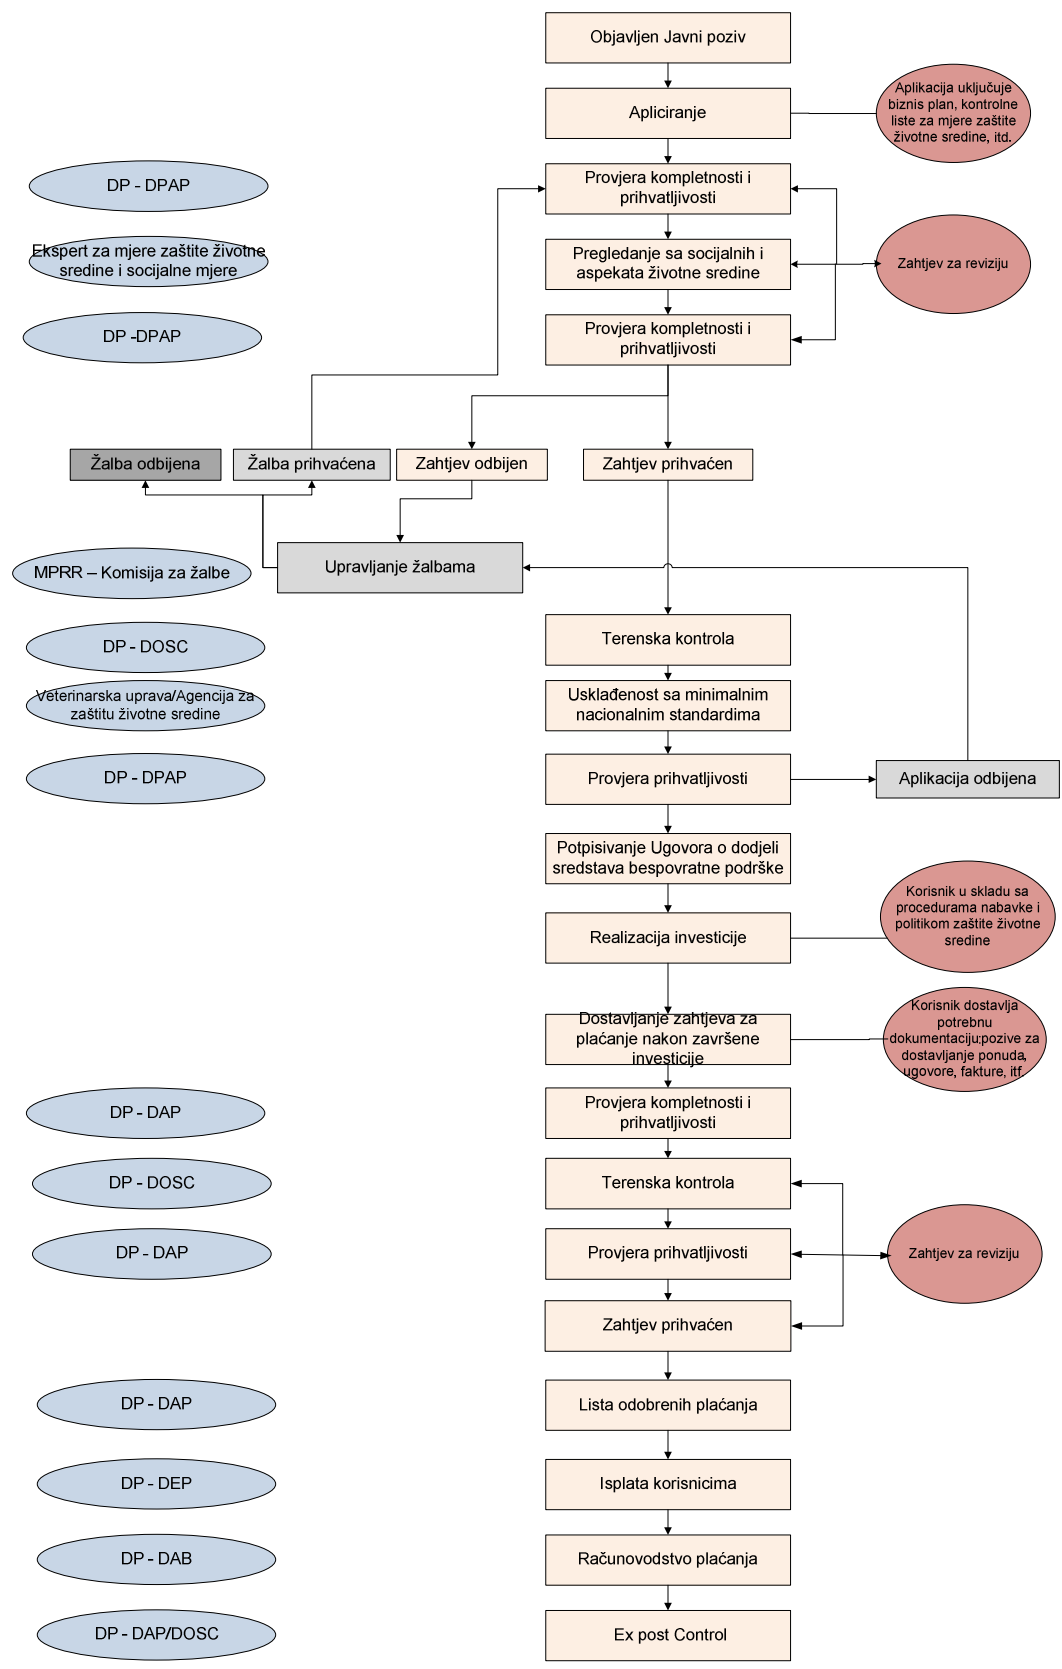 Objavljen Javni poziv
Apliciranje
Aplikacija uključuje
biznis plan, kontrolne
liste za mjere zaštite
životne sredine, itd.
DP - DPAP
Provjera kompletnosti i
prihvatljivosti
Ekspert za mjere zaštite životne
sredine i socijalne mjere
Pregledanje sa socijalnih i
aspekata životne sredine
Zahtjev za reviziju
DP -DPAP
Provjera kompletnosti i
prihvatljivosti
Žalba odbijena
Žalba prihvaćena
Zahtjev odbijen
Zahtjev prihvaćen
MPRR – Komisija za žalbe
Upravljanje žalbama
DP - DOSC
Terenska kontrola
Veterinarska uprava/Agencija za
zaštitu životne sredine
Usklađenost sa minimalnim
nacionalnim standardima
DP - DPAP
Provjera prihvatljivosti
Aplikacija odbijena
Potpisivanje Ugovora o dodjeli
sredstava bespovratne podrške
Realizacija investicije
Korisnik u skladu sa
procedurama nabavke i
politikom zaštite životne
sredine
Dostavljanje zahtjeva za
plaćanje nakon završene
investicije
Korisnik dostavlja
potrebnu
dokumentaciju;pozive za
dostavljanje ponuda,
ugovore, fakture, itf
DP - DAP
Provjera kompletnosti i
prihvatljivosti
DP - DOSC
Terenska kontrola
DP - DAP
Provjera prihvatljivosti
Zahtjev za reviziju
Zahtjev prihvaćen
DP - DAP
Lista odobrenih plaćanja
DP - DEP
Isplata korisnicima
DP - DAB
Računovodstvo plaćanja
DP - DAP/DOSC
Ex post Control